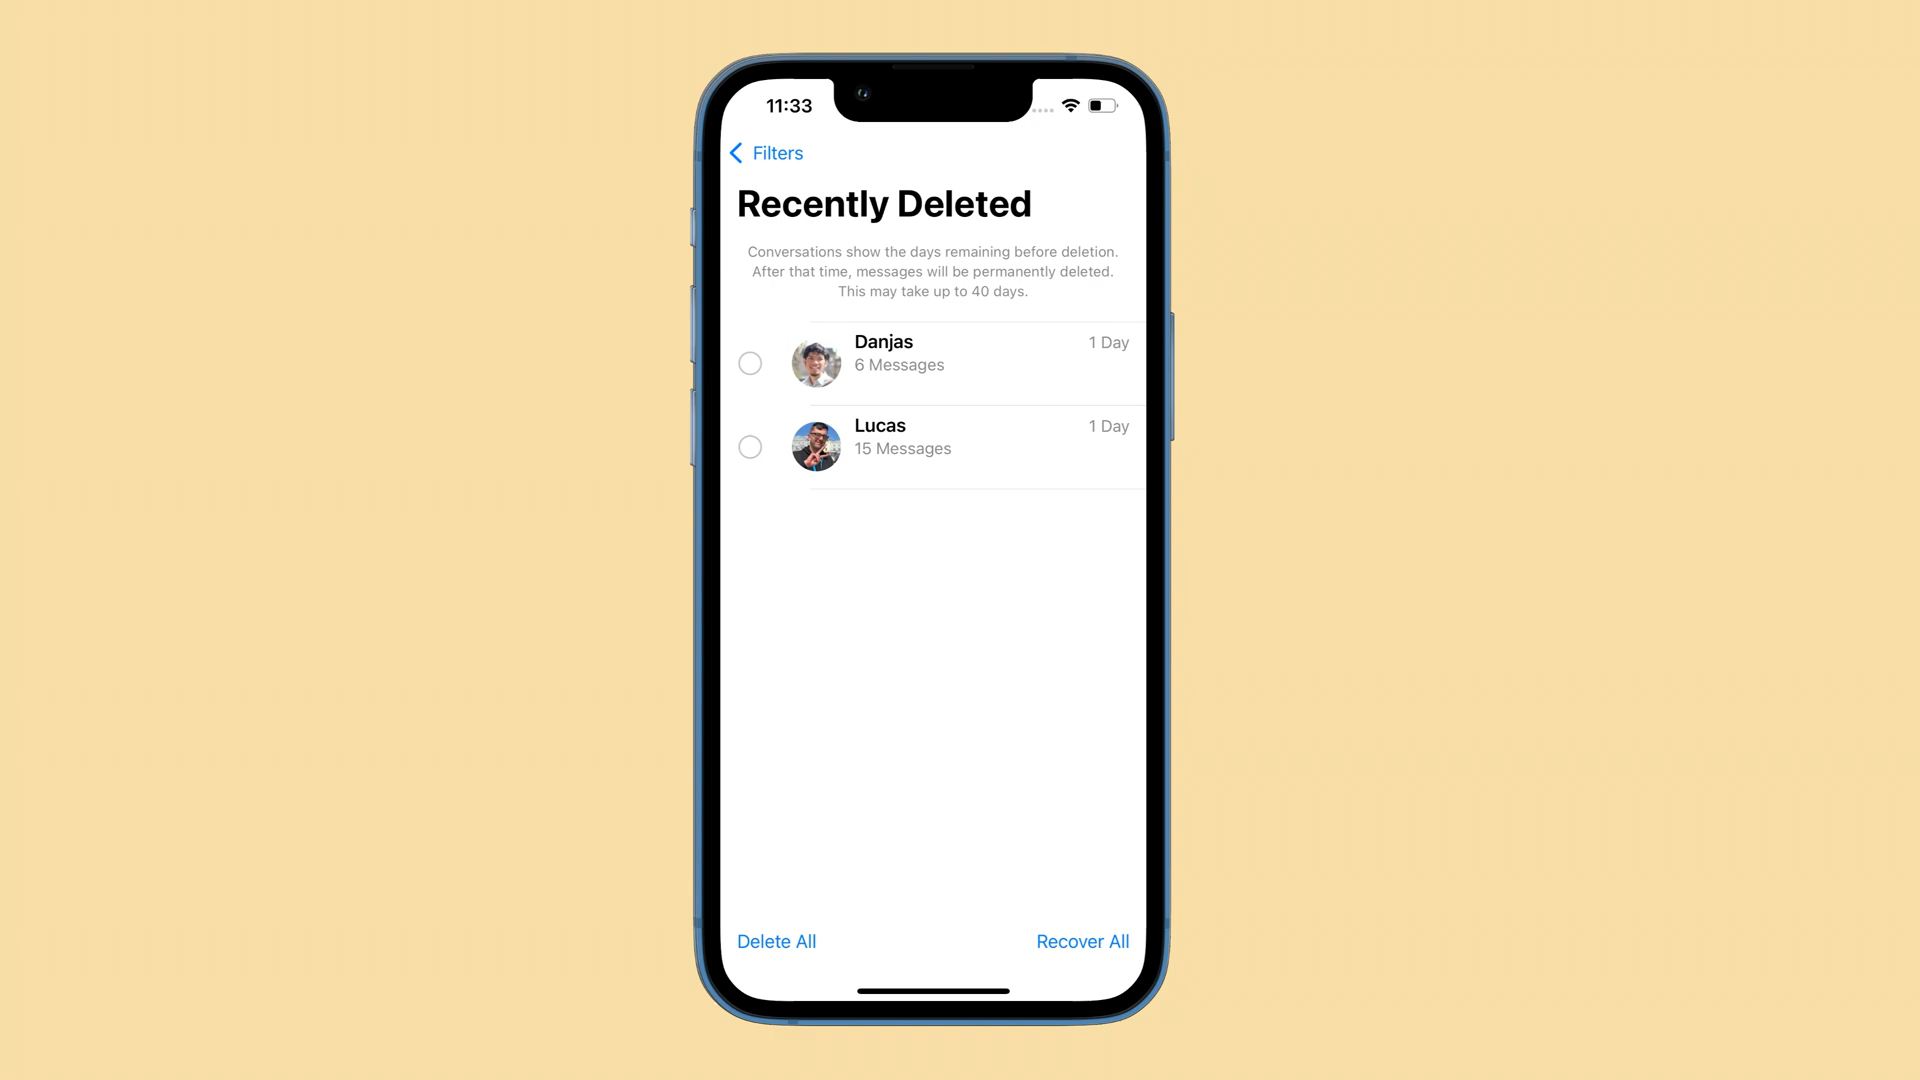 11:33
Filters
Recently Deleted
Conversations show the days remaining before deletion.
After that time, messages will be permanently deleted.
This may take up to 40 days.
Danjas
1 Day
6 Messages
Lucas
1 Day
15 Messages
Delete All
Recover All